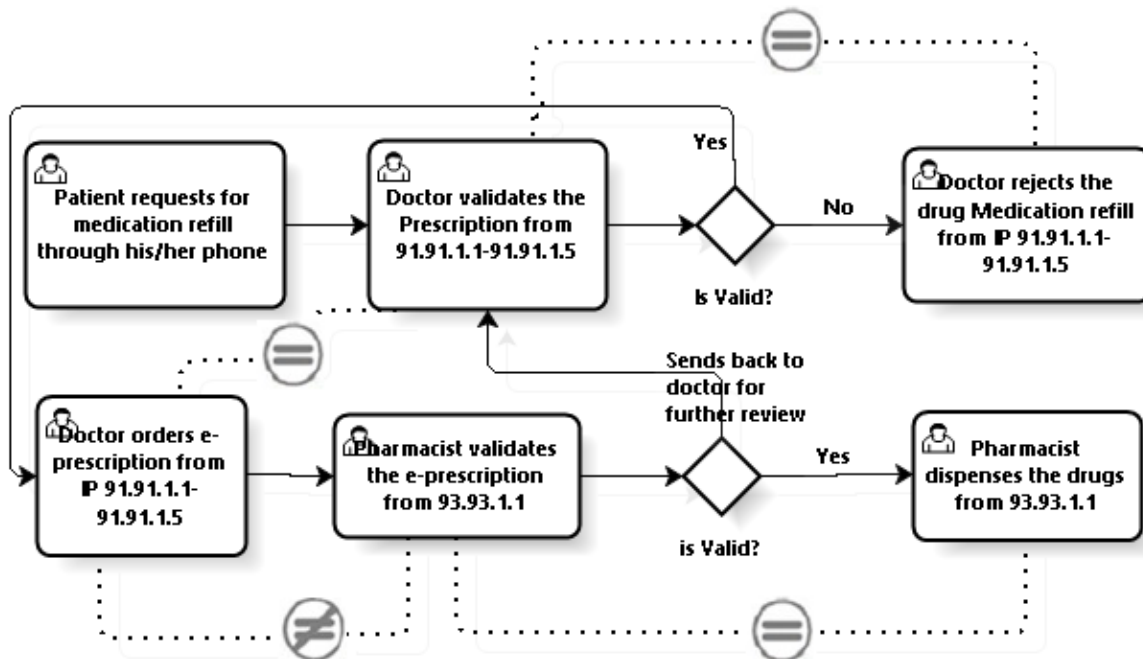 Yes
Patient requests for
medication refill
through his/her phone
Doctor validates the
Prescription from
91.91.1.1-91.91.1.5
No
Doctor rejects the
drug Medication refill
from IP 91.91.1.1-
91.91.1.5
Is Valid?
Sends back to
doctor for
further review
Doctor orders e-
prescription from
IP 91.91.1.1-
91.91.1.5
Pharmacist validates
the e-prescription
from 93.93.1.1
Yes
Pharmacist
dispenses the drugs
from 93.93.1.1
is Valid?